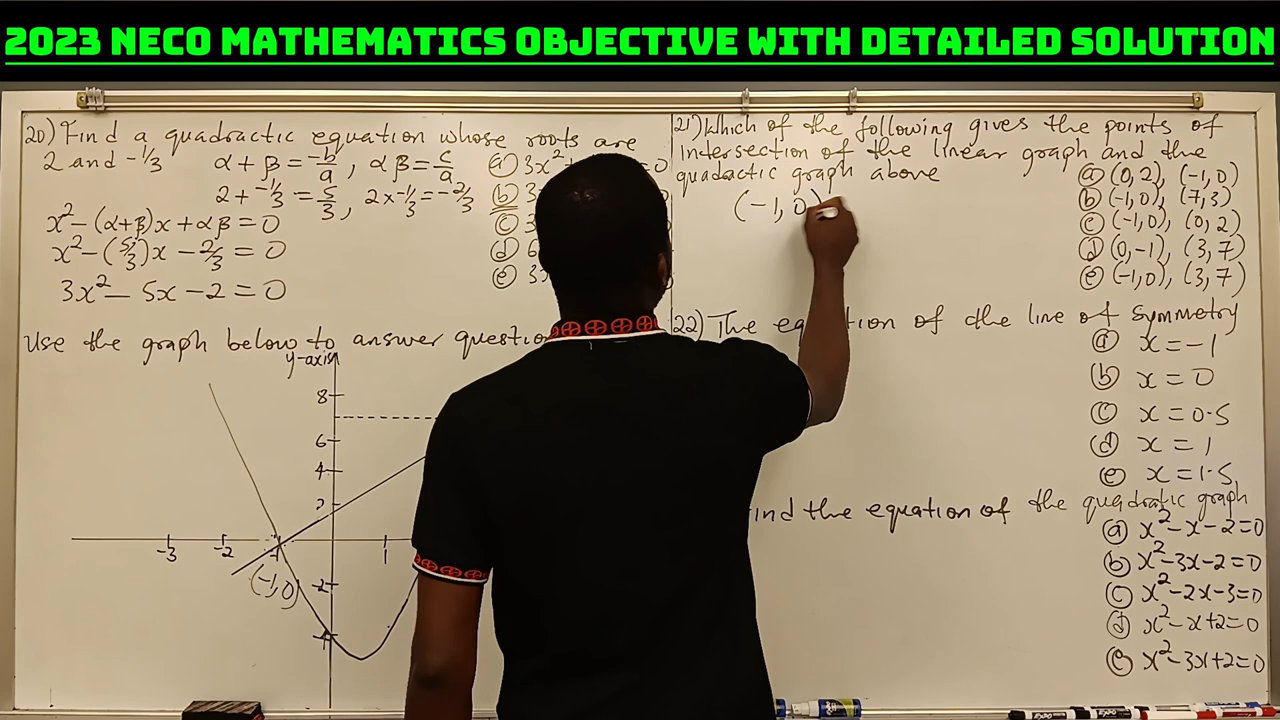 2023 NECO MATHEMATICS OBJECTIVE WITH DETAILED SOLUTION
20) Find a quadractic equation whose roots are
2 and -1/3
α + β = -b/a , αβ = c/a
2 + -1/3 = 5/3 , 2 x -1/3 = -2/3
x² - (α+β)x + αβ = 0
x² - (5/3)x - 2/3 = 0
3x² - 5x - 2 = 0
(a) 3x²
(b) 3
(c)
(d) 6
(e) 3
Use the graph below to answer questio
y-axis
8
6
4
2
-3 -2 -1 1
(-1,0)
-2
-4
21) Which of the following gives the points of
intersection of the linear graph and the
quadractic graph above
(-1, 0)
(a) (0, 2), (-1, 0)
(b) (-1, 0), (7, 3)
(c) (-1, 0), (0, 2)
(d) (0, -1), (3, 7)
(e) (-1, 0), (3, 7)
22) The equation of the line of symmetry
(a) x = -1
(b) x = 0
(c) x = 0.5
(d) x = 1
(e) x = 1.5
ind the equation of the quadratic graph
(a) x² - x - 2 = 0
(b) x² - 3x - 2 = 0
(c) x² - 2x - 3 = 0
(d) x² - x + 2 = 0
(e) x² - 3x + 2 = 0